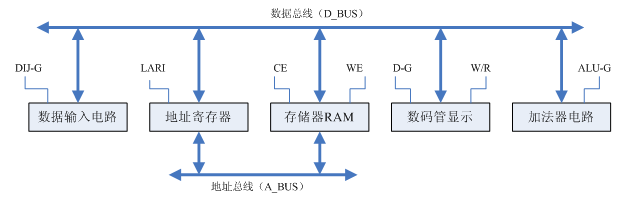 数据总线（D_BUS）
DIJ-G
LARI
CE
WE
D-G
W/R
ALU-G
数据输入电路
地址寄存器
存储器RAM
数码管显示
加法器电路
地址总线（A_BUS）